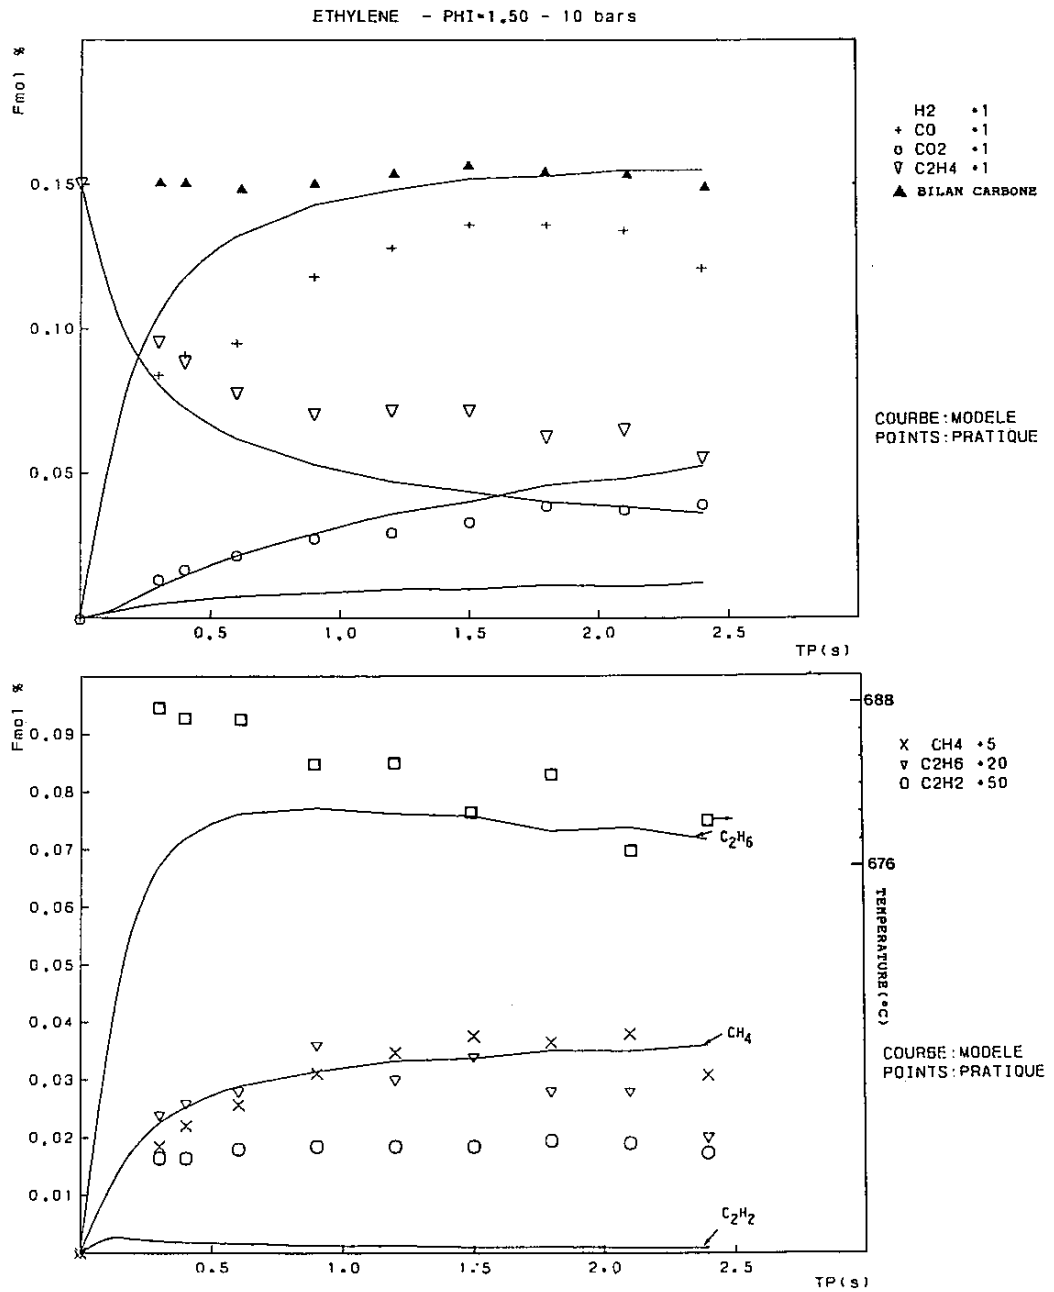 ETHYLENE - PHI=1.50 - 10 bars
Fmol %
0.15
0.10
0.05
0.5
1.0
1.5
2.0
2.5
TP(s)
H2 *1
+ CO *1
o CO2 *1
▽ C2H4 *1
▲ BILAN CARBONE
COURBE:MODELE
POINTS:PRATIQUE
Fmol %
0.09
0.08
0.07
0.06
0.05
0.04
0.03
0.02
0.01
0.5
1.0
1.5
2.0
2.5
TP(s)
688
676
TEMPERATURE(°C)
C2H6
CH4
C2H2
X CH4 *5
▽ C2H6 *20
O C2H2 *50
COURBE:MODELE
POINTS:PRATIQUE